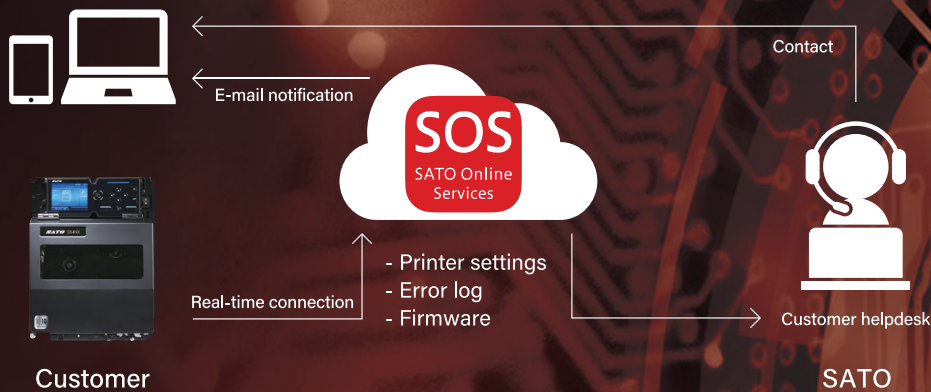 Contact
E-mail notification
SOS
SATO Online
Services
SATO
- Printer settings
- Error log
- Firmware
Real-time connection
Customer helpdesk
Customer
SATO